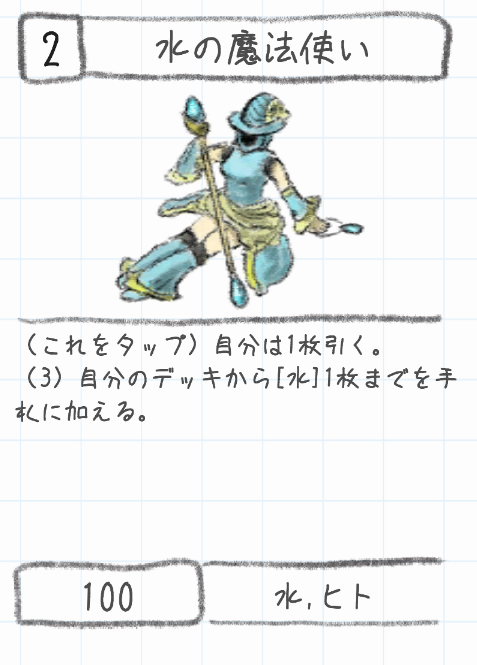 2
水の魔法使い
(これをタップ) 自分は1枚引く。
(3) 自分のデッキから[水]1枚までを手
札に加える。
100
水, ヒト